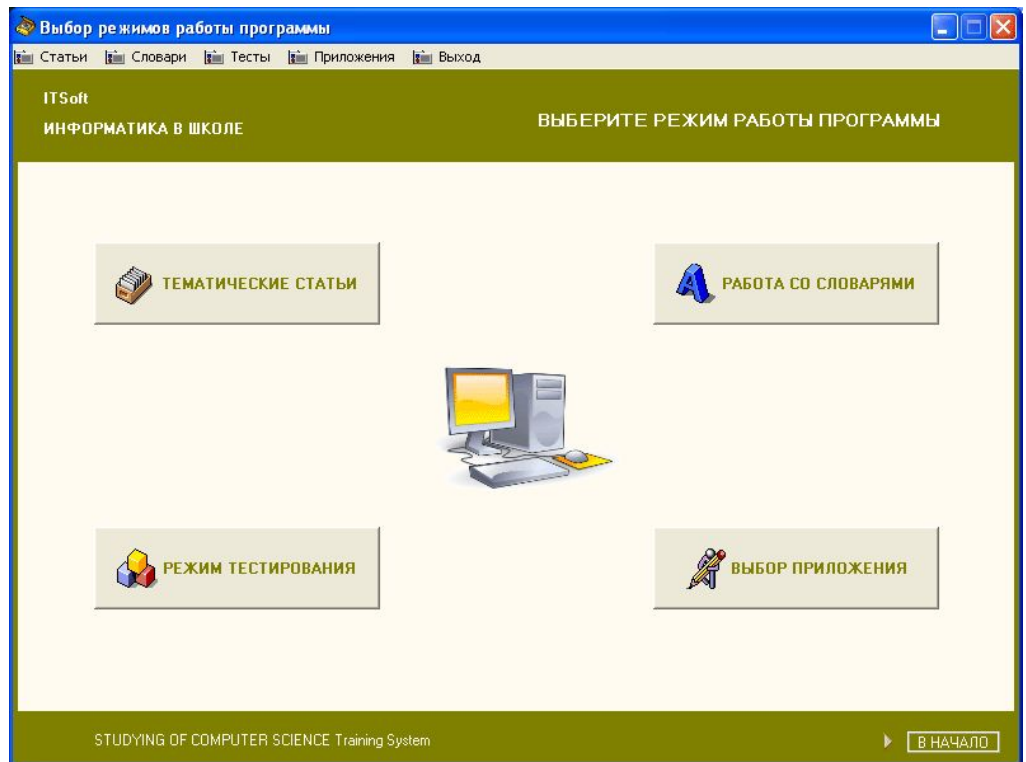 Выбор режимов работы программы
Статьи Словари Тесты Приложения Выход
ITSoft
ИНФОРМАТИКА В ШКОЛЕ
ВЫБЕРИТЕ РЕЖИМ РАБОТЫ ПРОГРАММЫ
ТЕМАТИЧЕСКИЕ СТАТЬИ
РАБОТА СО СЛОВАРЯМИ
РЕЖИМ ТЕСТИРОВАНИЯ
ВЫБОР ПРИЛОЖЕНИЯ
STUDYING OF COMPUTER SCIENCE Training System
В НАЧАЛО